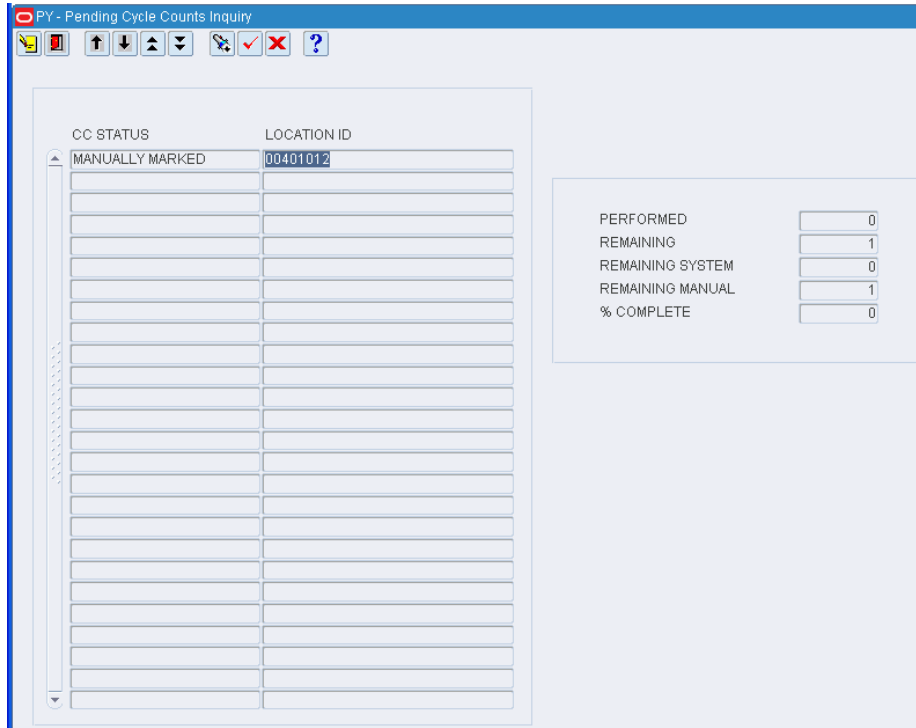 PY - Pending Cycle Counts Inquiry
?
CC STATUS LOCATION ID
MANUALLY MARKED 00401012
PERFORMED 0
REMAINING 1
REMAINING SYSTEM 0
REMAINING MANUAL 1
% COMPLETE 0